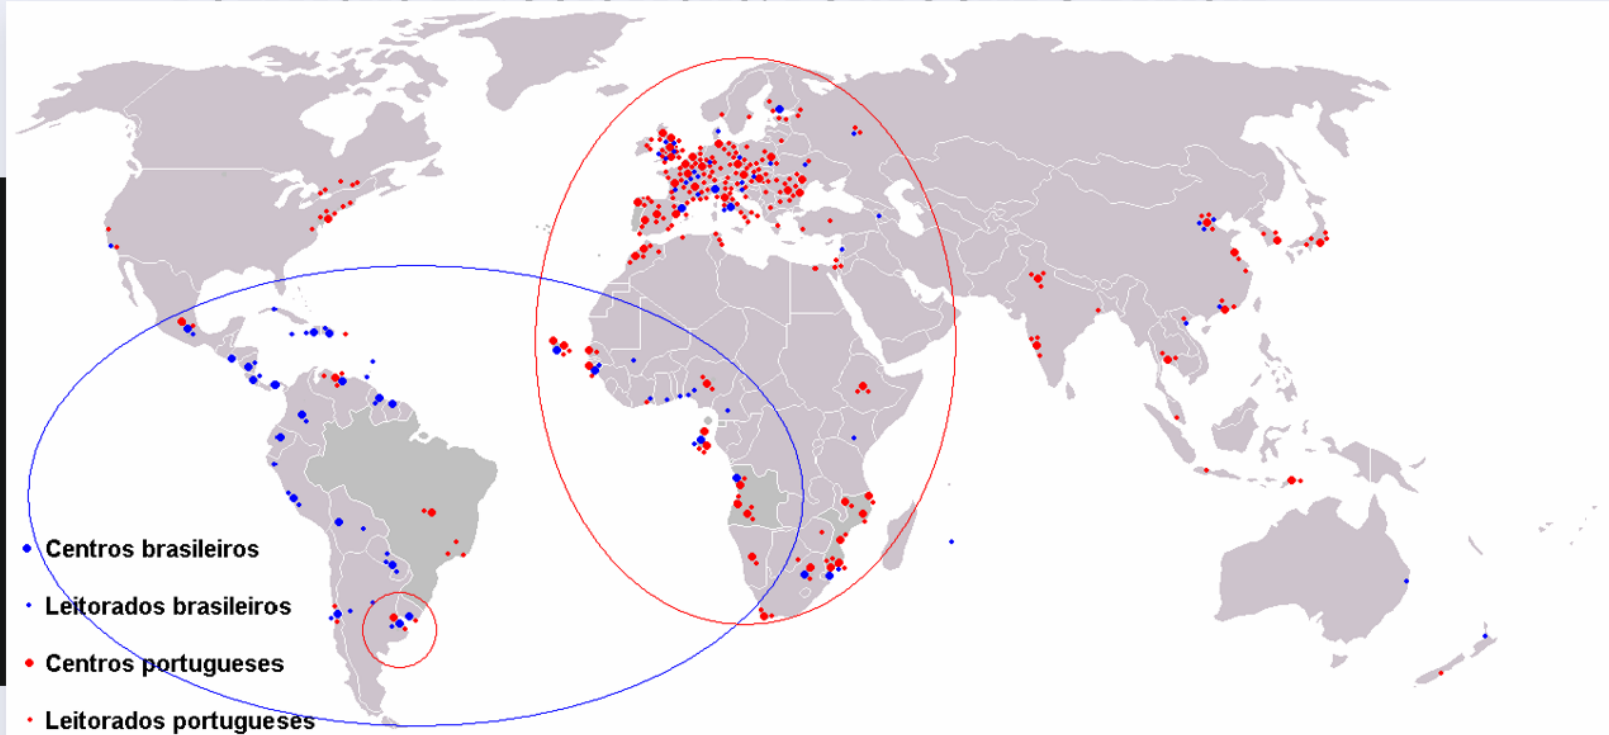 Centros brasileiros
Leitorados brasileiros
Centros portugueses
Leitorados portugueses